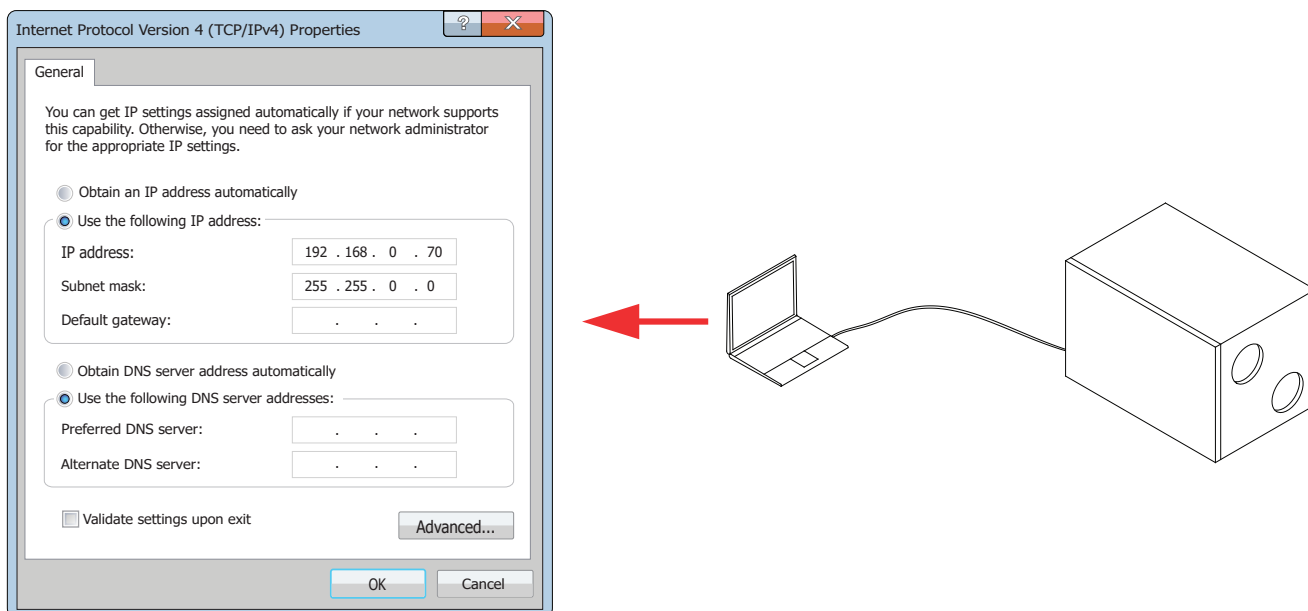 Internet Protocol Version 4 (TCP/IPv4) Properties
?
General
You can get IP settings assigned automatically if your network supports
this capability. Otherwise, you need to ask your network administrator
for the appropriate IP settings.
Obtain an IP address automatically
Use the following IP address:
IP address: 192 . 168 . 0 . 70
Subnet mask: 255 . 255 . 0 . 0
Default gateway: . . .
Obtain DNS server address automatically
Use the following DNS server addresses:
Preferred DNS server: . . .
Alternate DNS server: . . .
Validate settings upon exit
Advanced...
OK Cancel